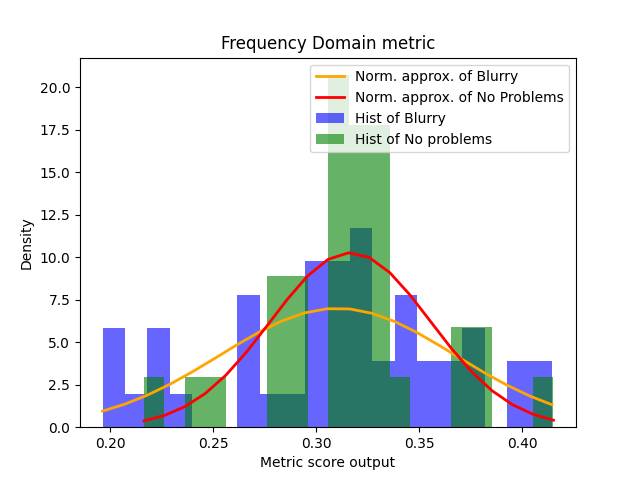 Frequency Domain metric
Norm. approx. of Blurry
Norm. approx. of No Problems
Hist of Blurry
Hist of No problems
Density
20.0
17.5
15.0
12.5
10.0
7.5
5.0
2.5
0.0
0.20 0.25 0.30 0.35 0.40
Metric score output